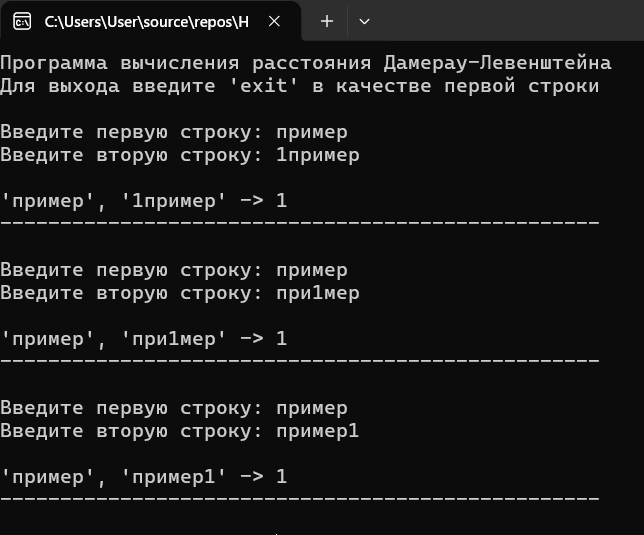 C:\Users\User\source\repos\H
Программа вычисления расстояния Дамерау-Левенштейна
Для выхода введите 'exit' в качестве первой строки
Введите первую строку: пример
Введите вторую строку: 1пример
'пример', '1пример' -> 1
--------------------------------------------------
Введите первую строку: пример
Введите вторую строку: при1мер
'пример', 'при1мер' -> 1
--------------------------------------------------
Введите первую строку: пример
Введите вторую строку: пример1
'пример', 'пример1' -> 1
--------------------------------------------------